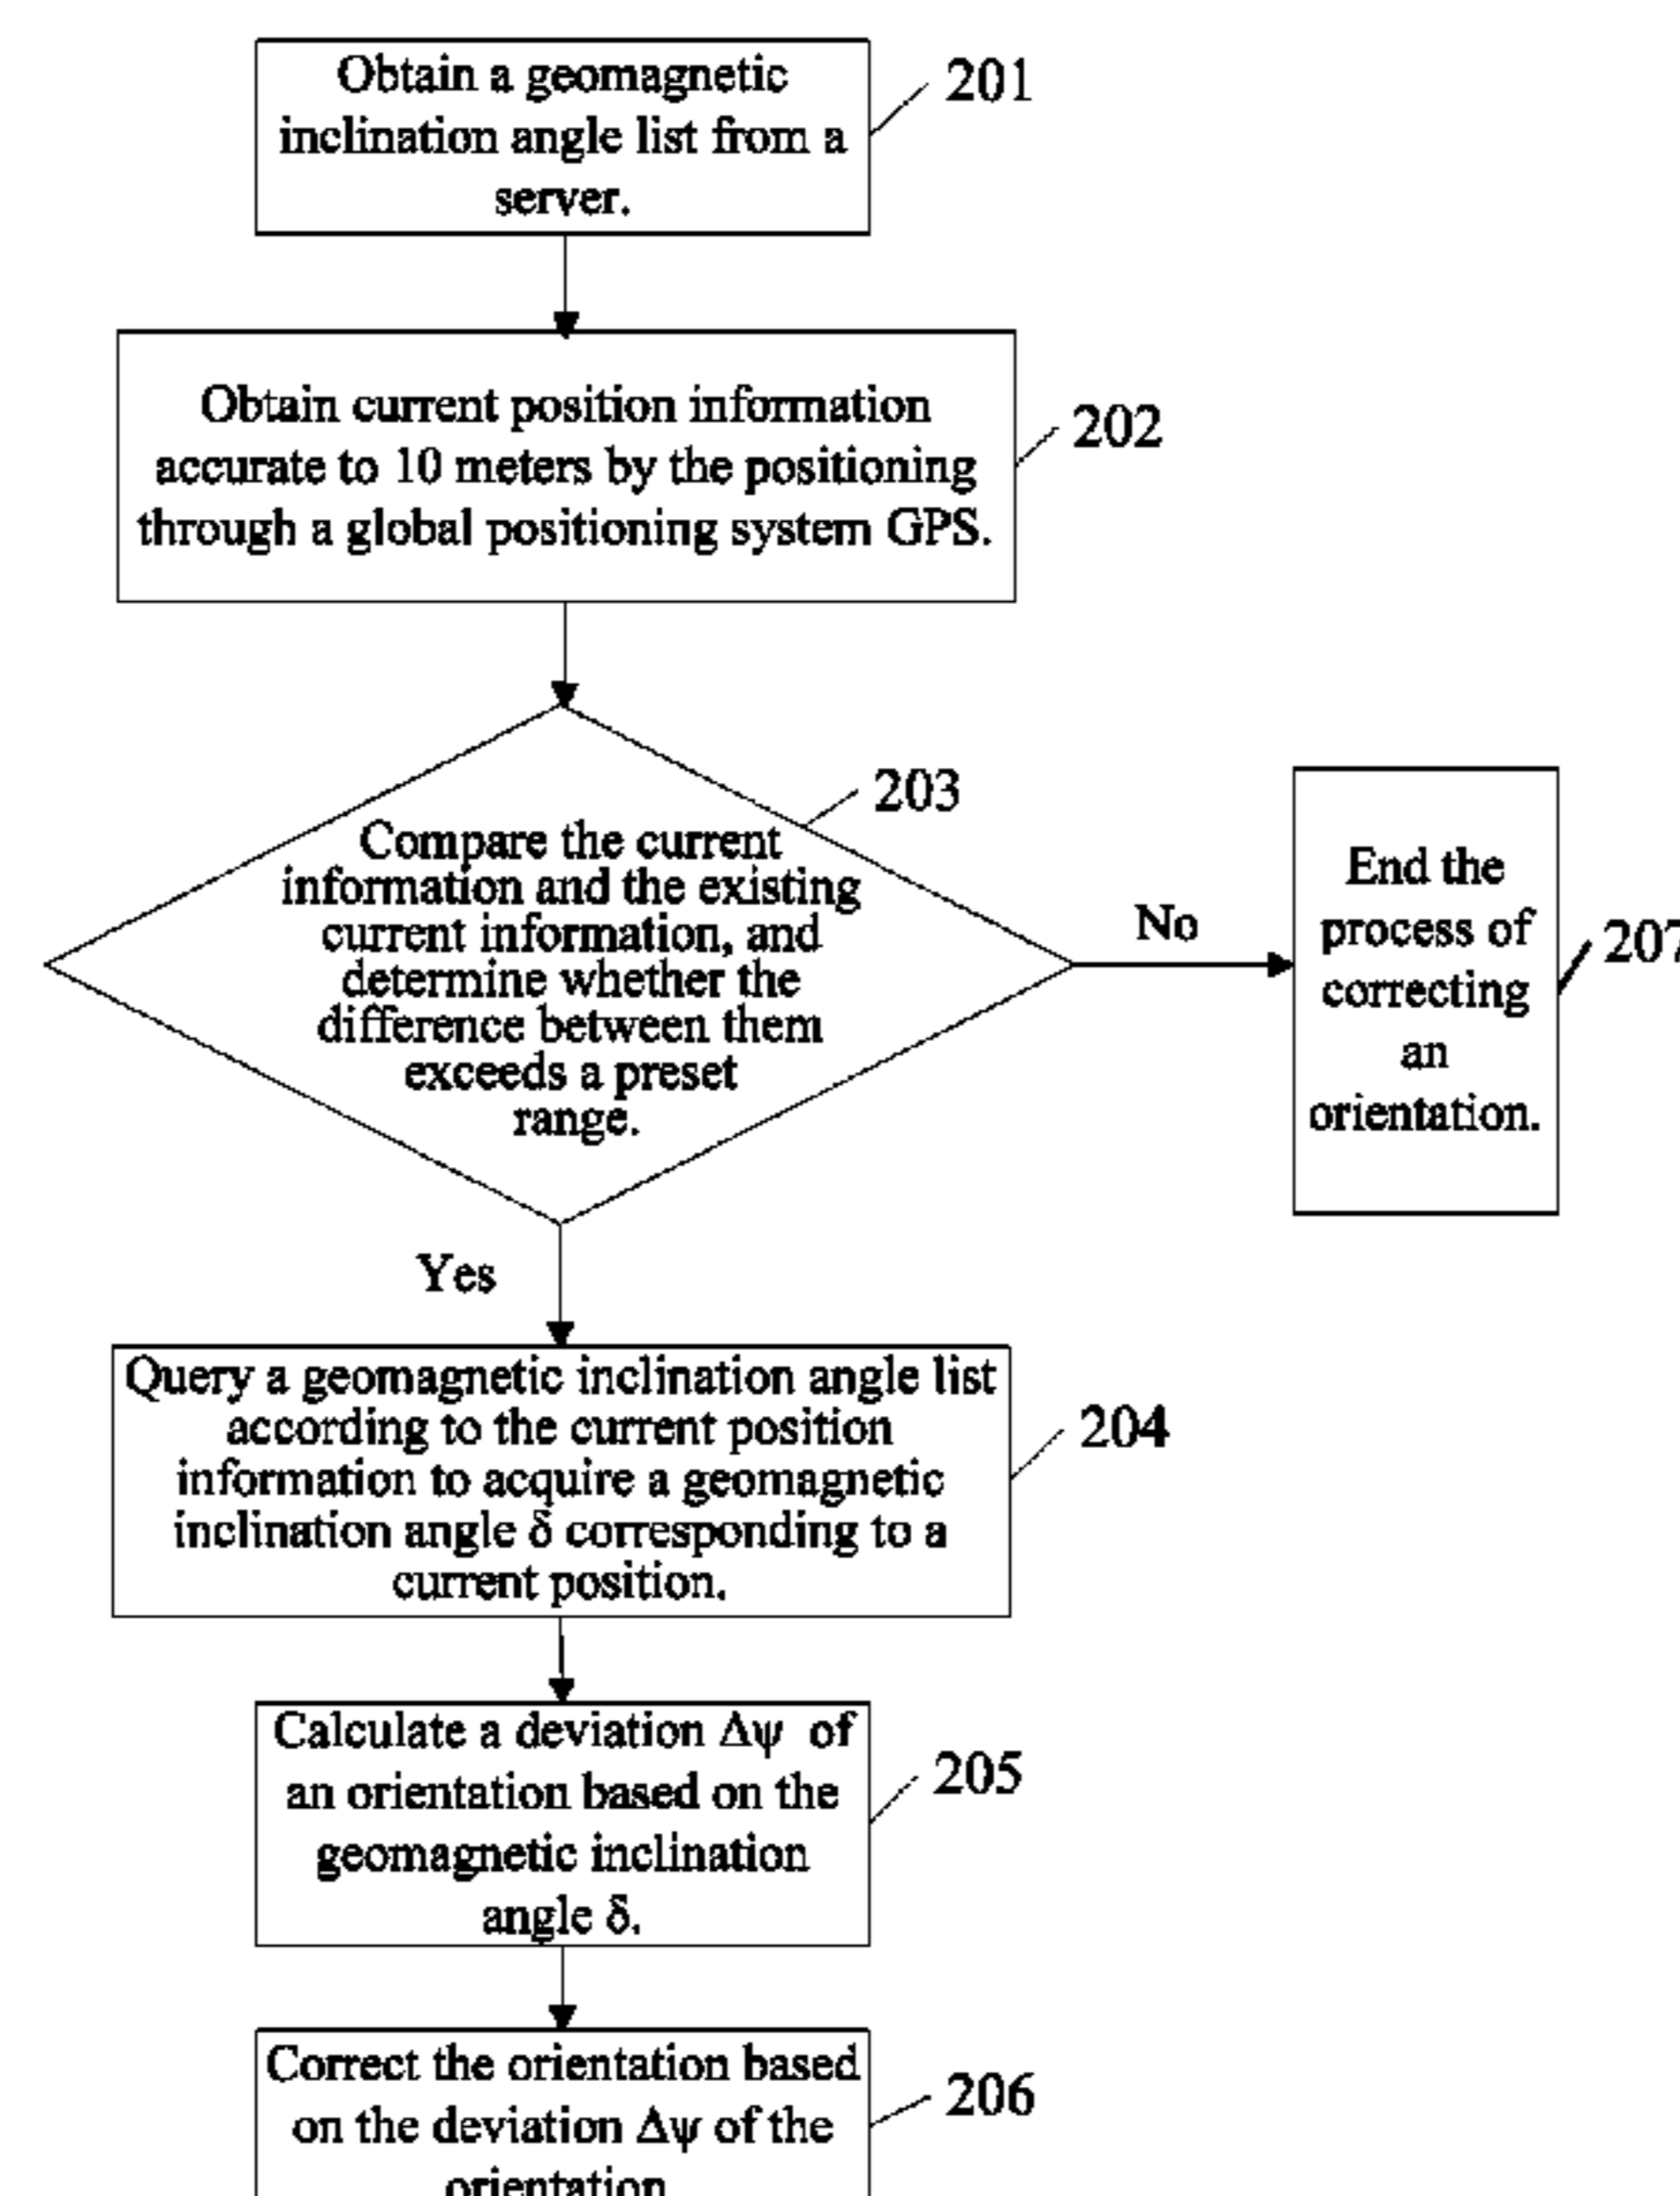 Obtain a geomagnetic
inclination angle list from a
server.
201
Obtain current position information
accurate to 10 meters by the positioning
through a global positioning system GPS.
202
203
Compare the current
information and the existing
current information, and
determine whether the
difference between them
exceeds a preset
range.
No
End the
process of
correcting
an
orientation.
207
Yes
Query a geomagnetic inclination angle list
according to the current position
information to acquire a geomagnetic
inclination angle δ corresponding to a
current position.
204
Calculate a deviation Δψ of
an orientation based on the
geomagnetic inclination
angle δ.
205
Correct the orientation based
on the deviation Δψ of the
orientation
206